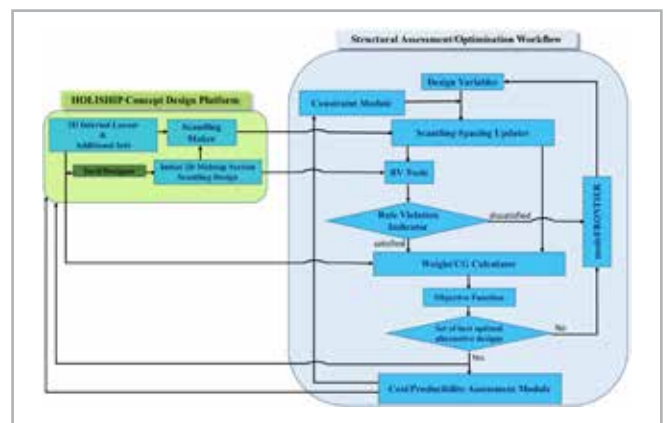 Structural Assessment/Optimisation Workflow
HOLISHIP Concept Design Platform
Design Variables
Constraint Module
3D Internal Layout
&
Additional Info
Scantling
Maker
Scantling-Spacing Updater
Yard/Designer
Initial 2D Midship Section
Scantling Design
BV Tools
Rule Violation
Indicator
dissatisfied
modeFRONTIER
satisfied
Weight/CG Calculator
Objective Function
Set of best optimal
alternative designs
No
Yes
Cost/Producibility Assessment Module